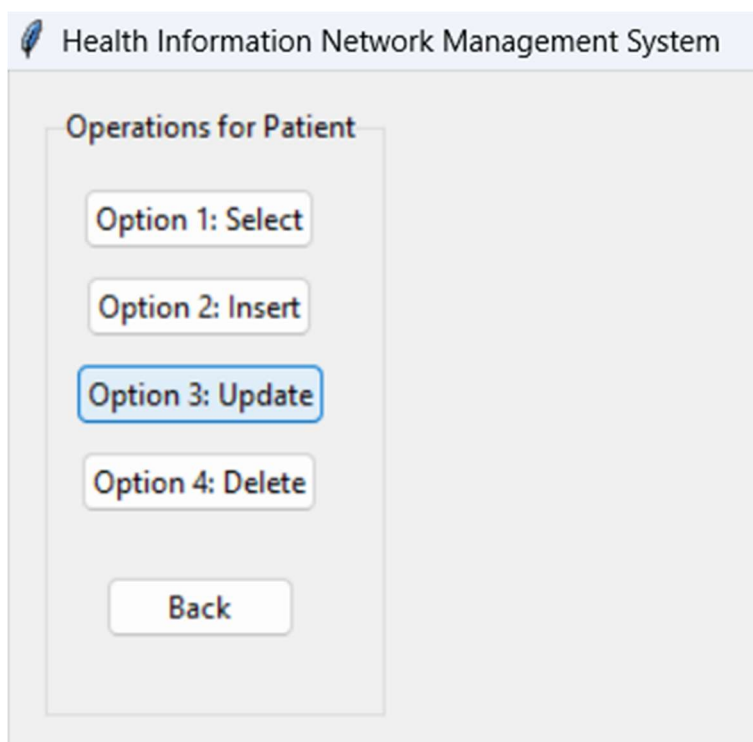 Health Information Network Management System
Operations for Patient
Option 1: Select
Option 2: Insert
Option 3: Update
Option 4: Delete
Back